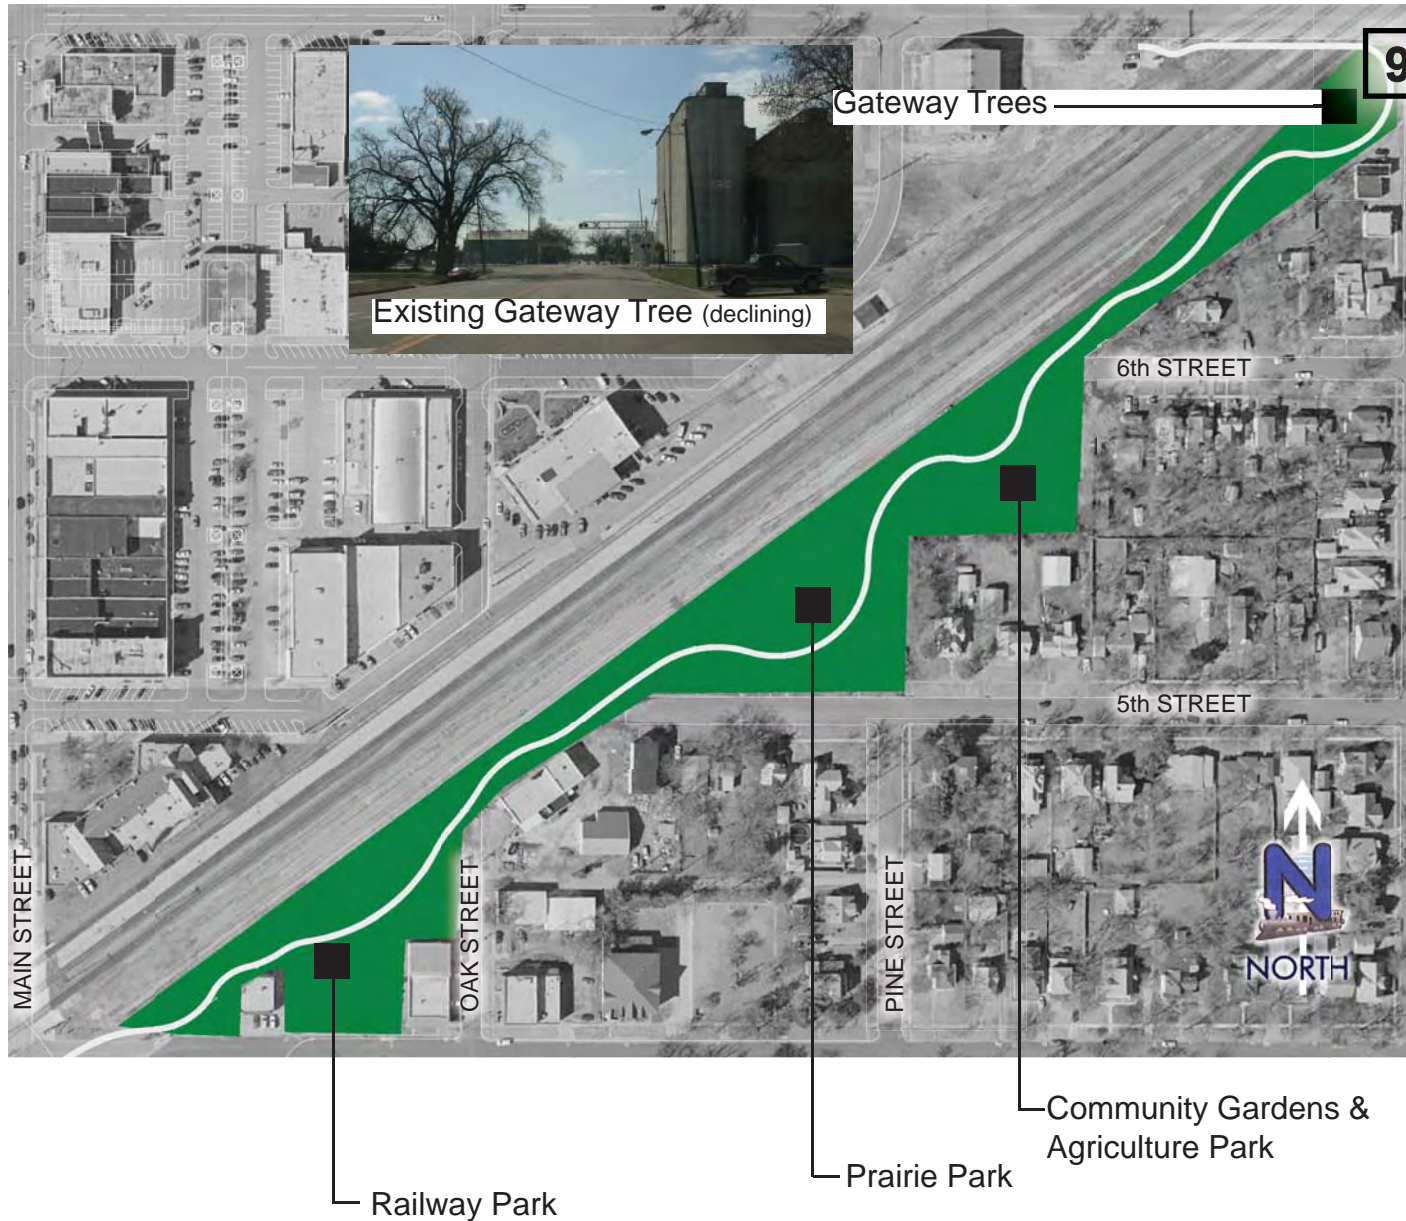 9
Gateway Trees
Existing Gateway Tree (declining)
6th STREET
5th STREET
MAIN STREET
OAK STREET
PINE STREET
N
NORTH
Community Gardens &
Agriculture Park
Prairie Park
Railway Park